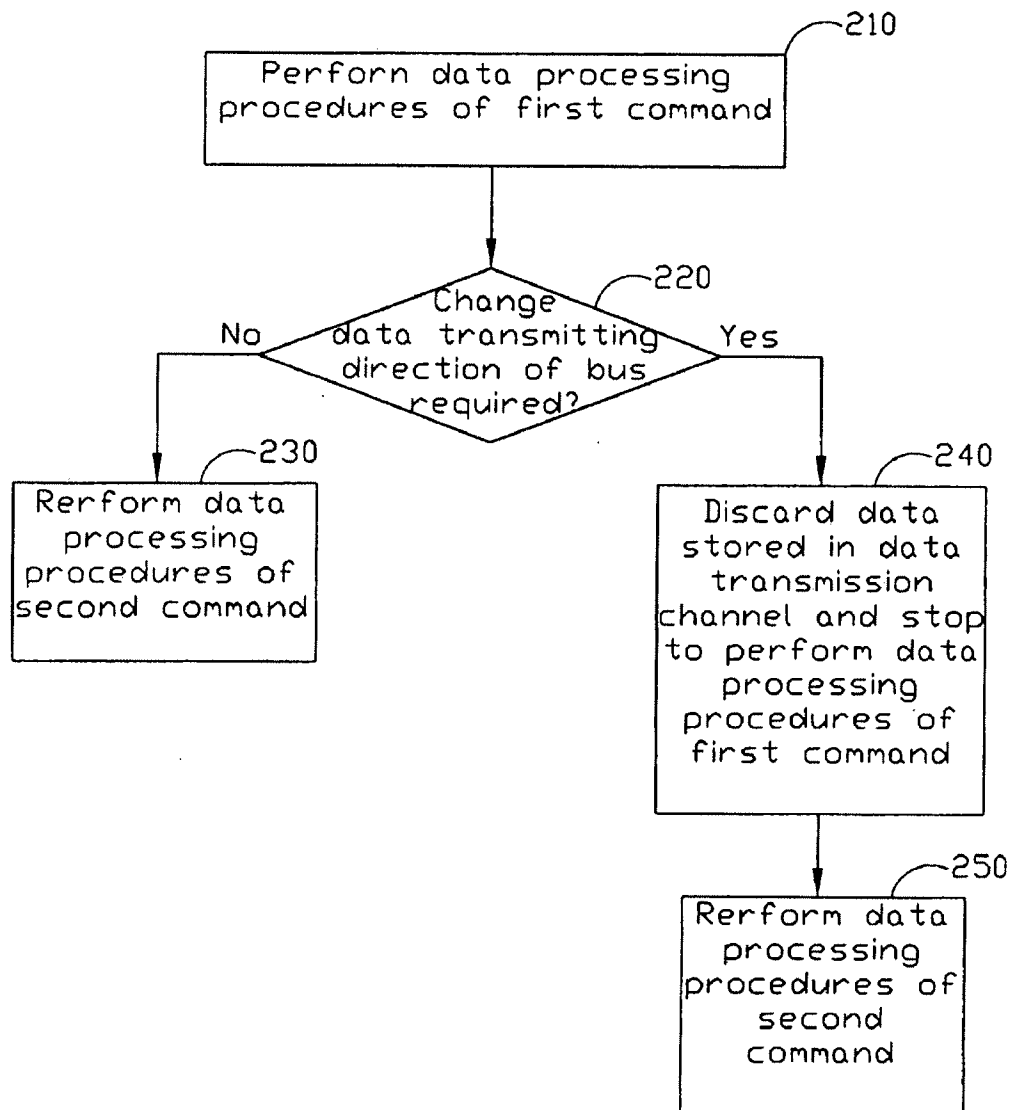 210
Perform data processing
procedures of first command
220
Change
data transmitting
direction of bus
required?
No
Yes
230
Rerform data
processing
procedures of
second command
240
Discard data
stored in data
transmission
channel and stop
to perform data
processing
procedures of
first command
250
Rerform data
processing
procedures of
second
command